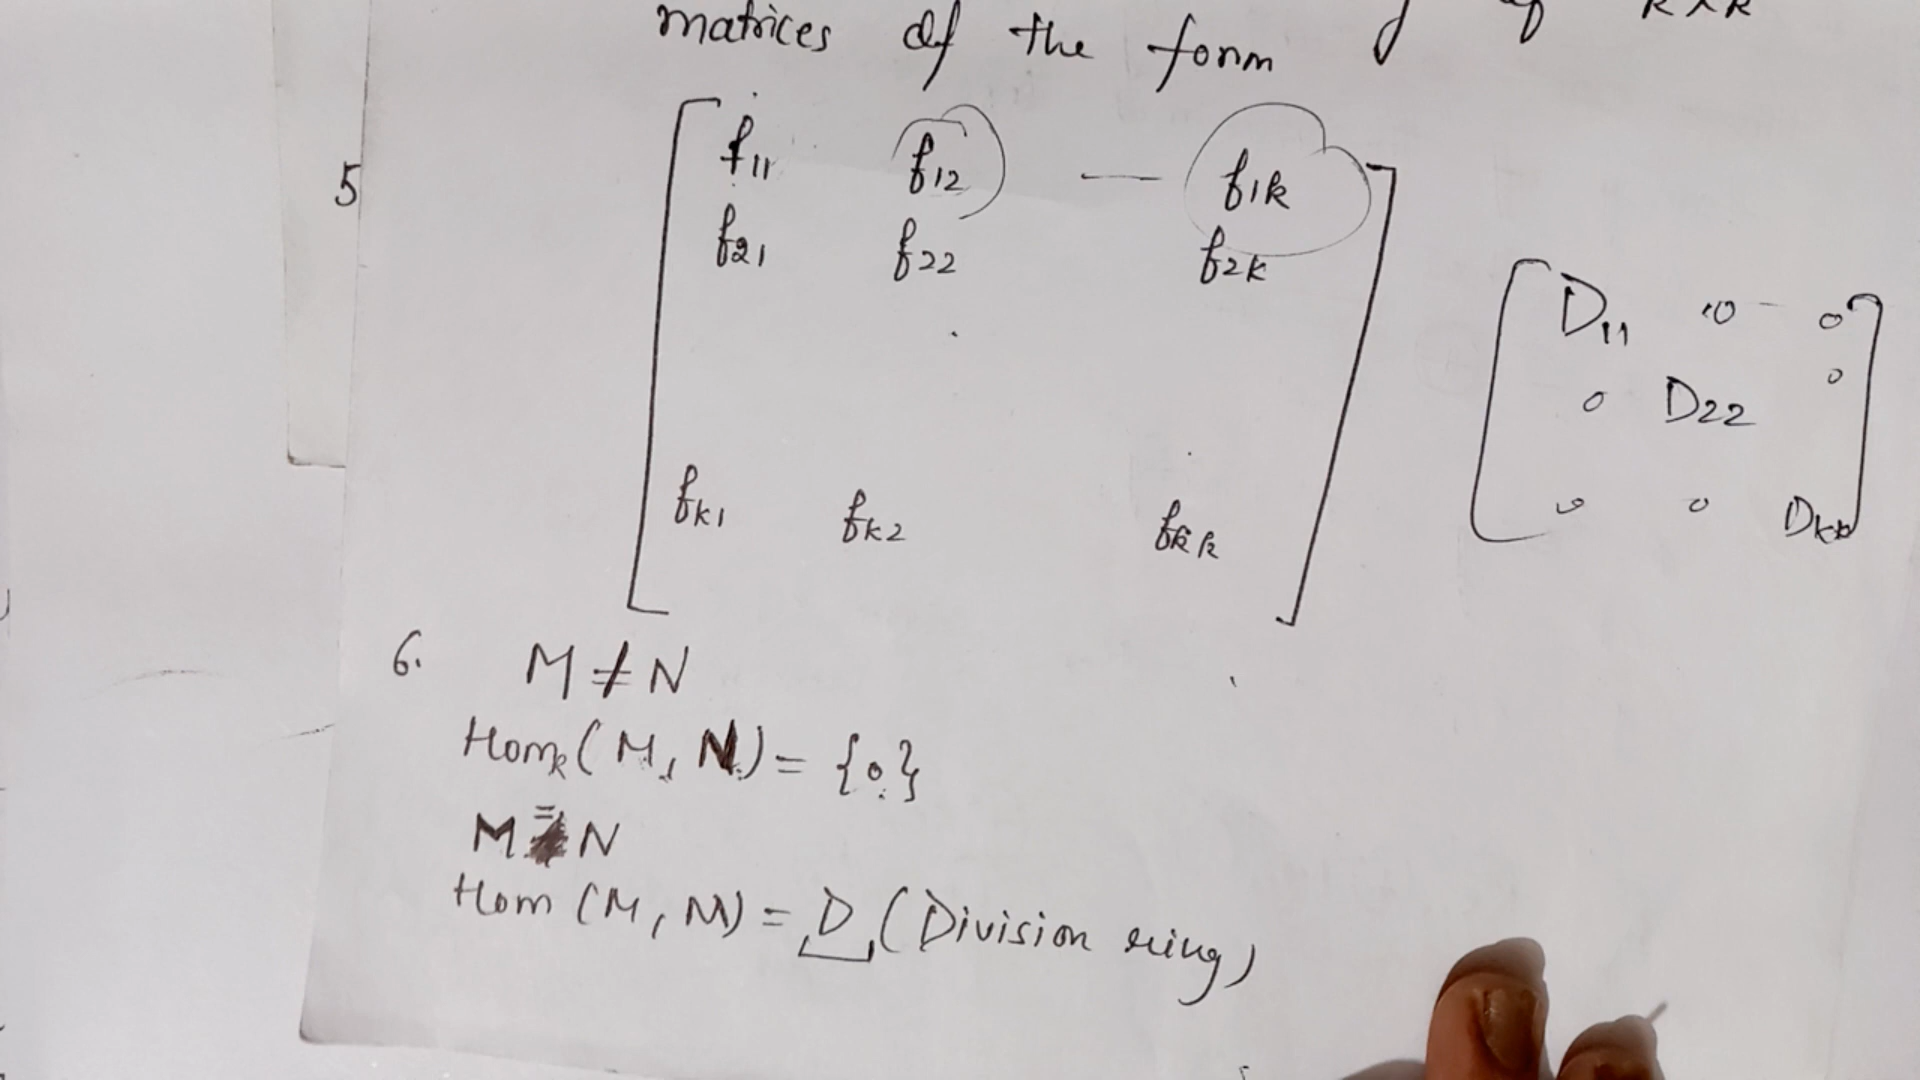 matrices of the form
5
f11 f12 — f1k
f21 f22 f2k
fk1 fk2 fkk
D11 0 - 0
0 D22 0
0 0 Dkk
6. M ≠ N
Homk(M, N) = {0}
M = N
Hom (M, M) = D (Division ring)